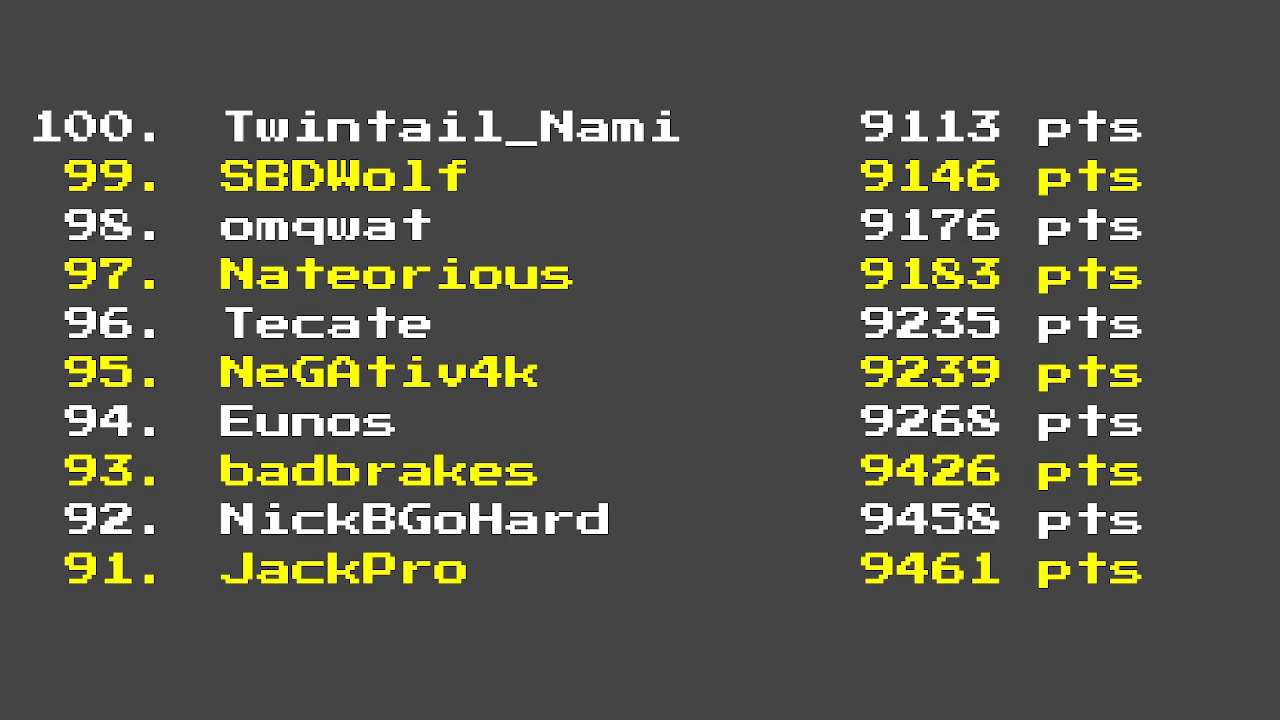 100. Twintail_Nami 9113 pts
99. SBDWolf 9146 pts
98. omqwat 9176 pts
97. Nateorious 9183 pts
96. Tecate 9235 pts
95. NeGAtiv4k 9239 pts
94. Eunos 9268 pts
93. badbrakes 9426 pts
92. NickBGoHard 9458 pts
91. JackPro 9461 pts